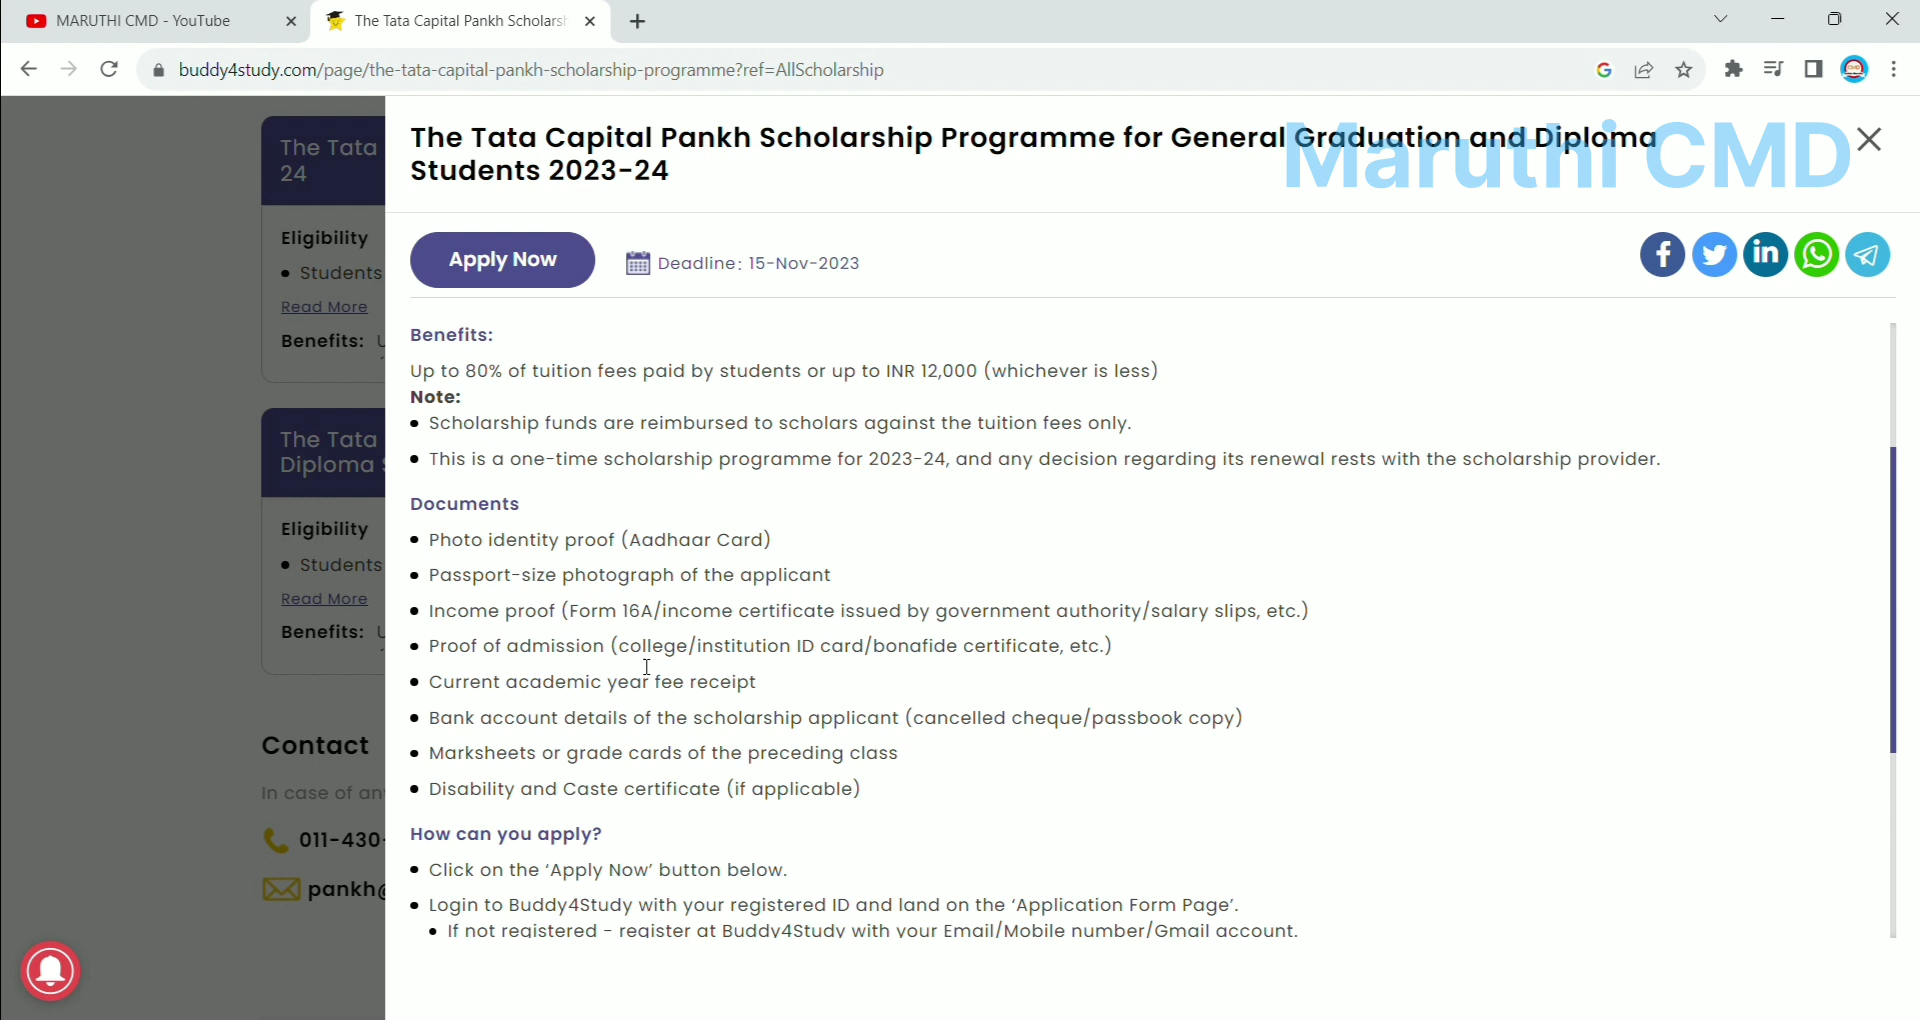 MARUTHI CMD - YouTube
The Tata Capital Pankh Scholarsh
buddy4study.com/page/the-tata-capital-pankh-scholarship-programme?ref=AllScholarship
The Tata
24
Eligibility
Students
Read More
Benefits: U
The Tata
Diploma S
Eligibility
Students
Read More
Benefits: U
Contact
In case of an
011-430-
pankh@
The Tata Capital Pankh Scholarship Programme for General Graduation and Diploma
Students 2023-24
Maruthi CMD
Apply Now
Deadline: 15-Nov-2023
Benefits:
Up to 80% of tuition fees paid by students or up to INR 12,000 (whichever is less)
Note:
Scholarship funds are reimbursed to scholars against the tuition fees only.
This is a one-time scholarship programme for 2023-24, and any decision regarding its renewal rests with the scholarship provider.
Documents
Photo identity proof (Aadhaar Card)
Passport-size photograph of the applicant
Income proof (Form 16A/income certificate issued by government authority/salary slips, etc.)
Proof of admission (college/institution ID card/bonafide certificate, etc.)
Current academic year fee receipt
Bank account details of the scholarship applicant (cancelled cheque/passbook copy)
Marksheets or grade cards of the preceding class
Disability and Caste certificate (if applicable)
How can you apply?
Click on the ‘Apply Now’ button below.
Login to Buddy4Study with your registered ID and land on the ‘Application Form Page’.
If not registered - register at Buddy4Study with your Email/Mobile number/Gmail account.